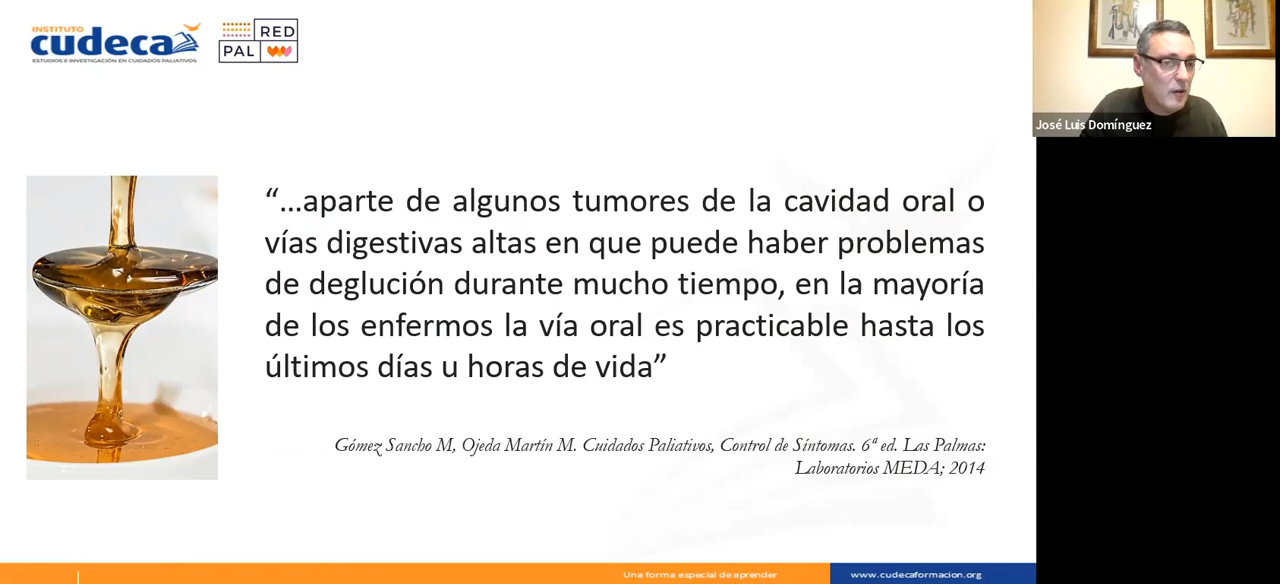 INSTITUTO
cudeca
ESTUDIOS E INVESTIGACIÓN EN CUIDADOS PALIATIVOS
RED
PAL
José Luis Domínguez
“...aparte de algunos tumores de la cavidad oral o
vías digestivas altas en que puede haber problemas
de deglución durante mucho tiempo, en la mayoría
de los enfermos la vía oral es practicable hasta los
últimos días u horas de vida”
Gómez Sancho M, Ojeda Martín M. Cuidados Paliativos, Control de Síntomas. 6ª ed. Las Palmas:
Laboratorios MEDA; 2014
Una forma especial de aprender
www.cudecaformacion.org